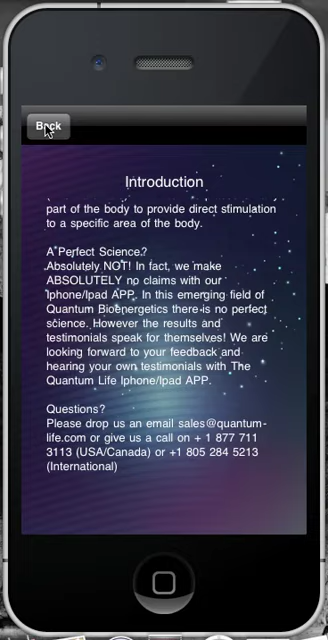 Back
Introduction
part of the body to provide direct stimulation
to a specific area of the body.
A Perfect Science?
Absolutely NOT! In fact, we make
ABSOLUTELY no claims with our
Iphone/Ipad APP. In this emerging field of
Quantum Bioenergetics there is no perfect
science. However the results and
testimonials speak for themselves! We are
looking forward to your feedback and
hearing your own testimonials with The
Quantum Life Iphone/Ipad APP.
Questions?
Please drop us an email sales@quantum-
life.com or give us a call on + 1 877 711
3113 (USA/Canada) or +1 805 284 5213
(International)